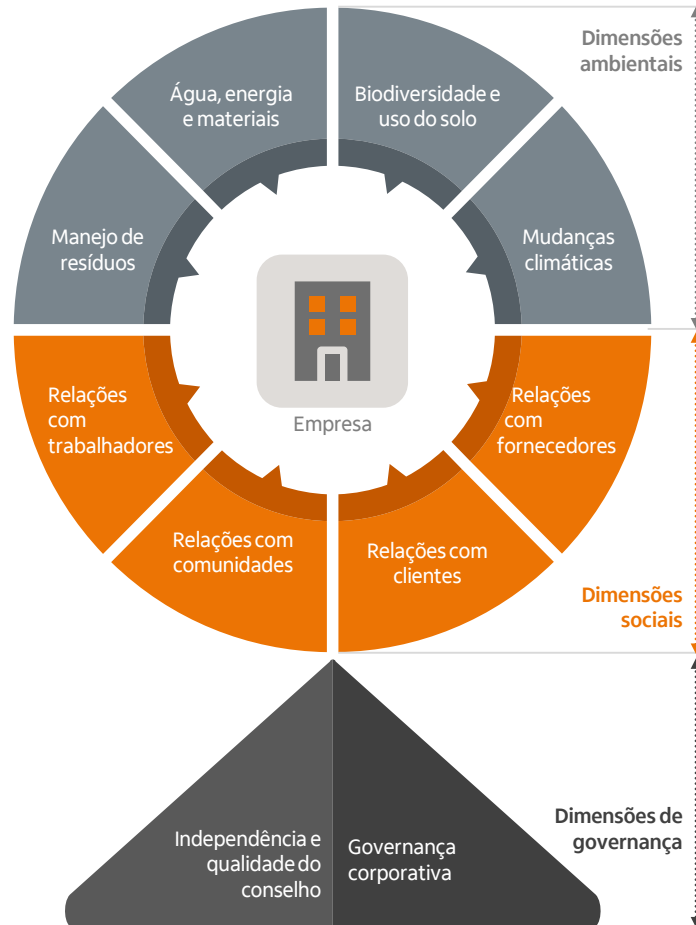 Dimensões
ambientais
Água, energia
e materiais
Biodiversidade e
uso do solo
Manejo de
resíduos
Mudanças
climáticas
Empresa
Relações
com
trabalhadores
Relações
com
fornecedores
Relações com
comunidades
Relações com
clientes
Dimensões
sociais
Independência e
qualidade do
conselho
Governança
corporativa
Dimensões de
governança